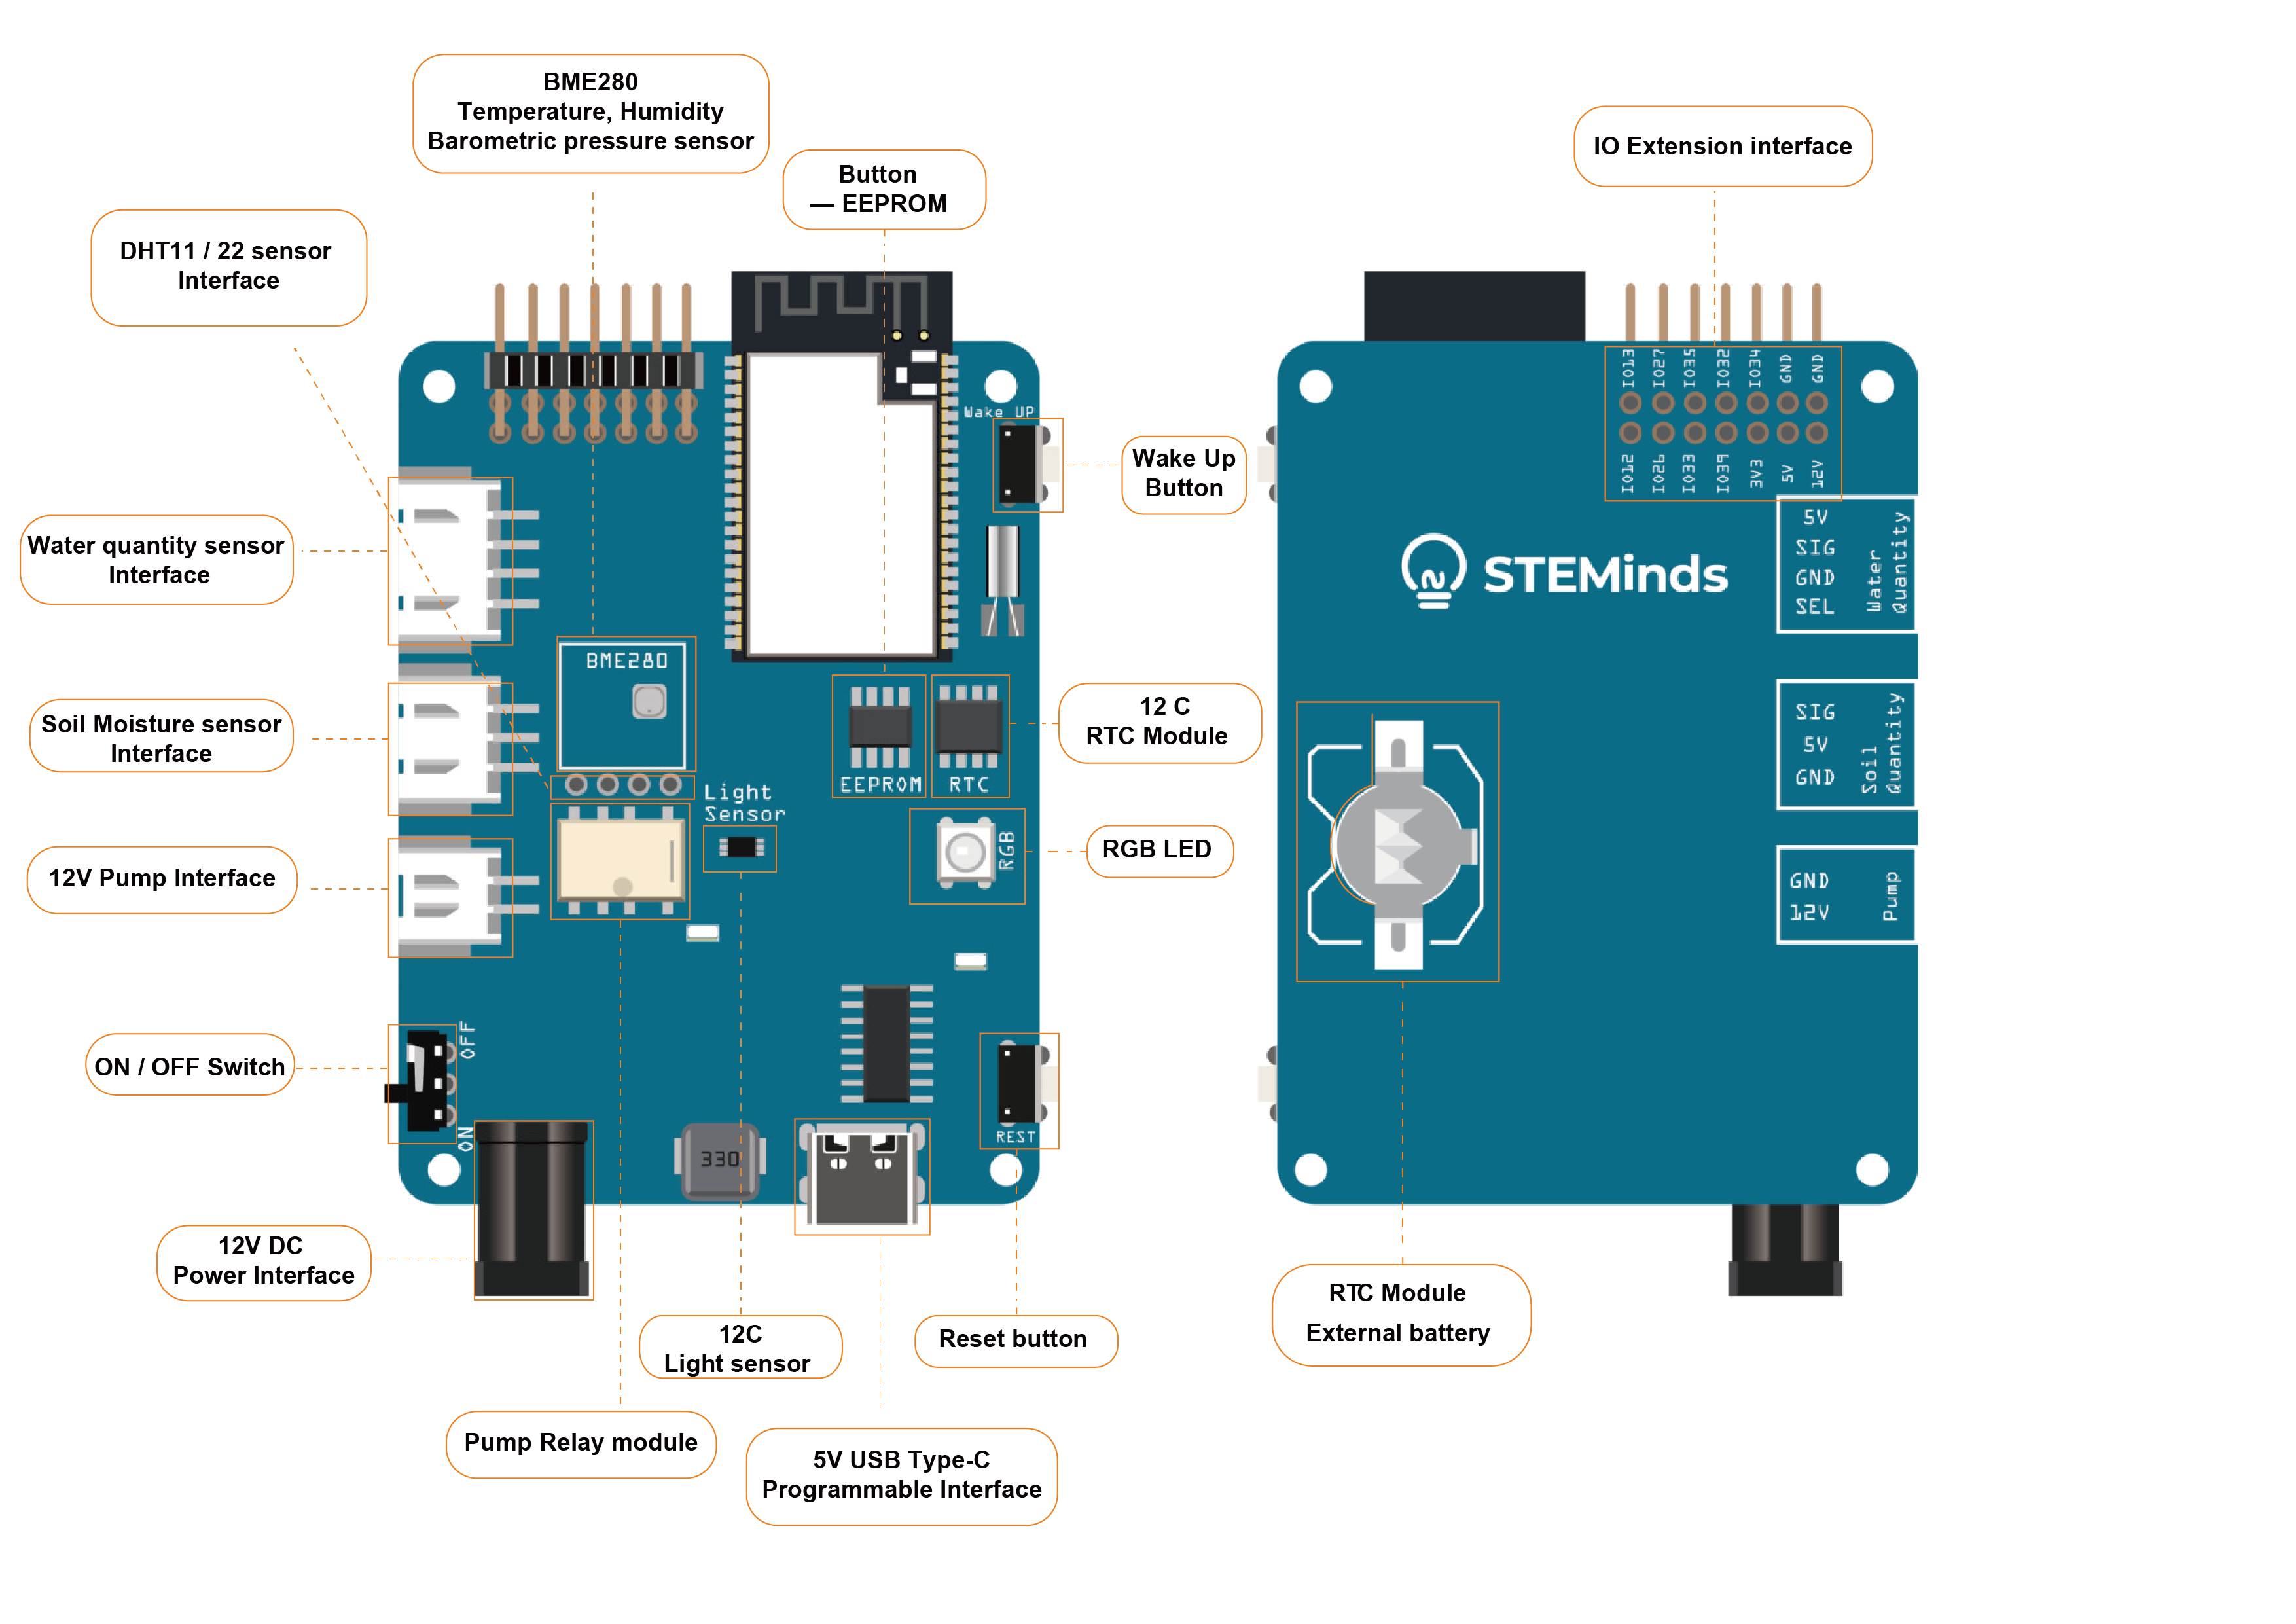 BME280
Temperature, Humidity
Barometric pressure sensor
Button
— EEPROM
IO Extension interface
DHT11 / 22 sensor
Interface
Wake UP
Wake Up
Button
Water quantity sensor
Interface
Soil Moisture sensor
Interface
12V Pump Interface
ON / OFF Switch
12V DC
Power Interface
BME280
EEPROM
RTC
12 C
RTC Module
Light
Sensor
RGB
RGB LED
OFF
ON
330
REST
12C
Light sensor
Reset button
Pump Relay module
5V USB Type-C
Programmable Interface
IO13
IO27
IO35
IO32
IO34
GND
GND
IO12
IO26
IO33
IO39
3V3
5V
12V
STEMinds
5V
SIG
GND
SEL
Water
Quantity
SIG
5V
GND
Soil
Quantity
GND
12V
Pump
RTC Module
External battery